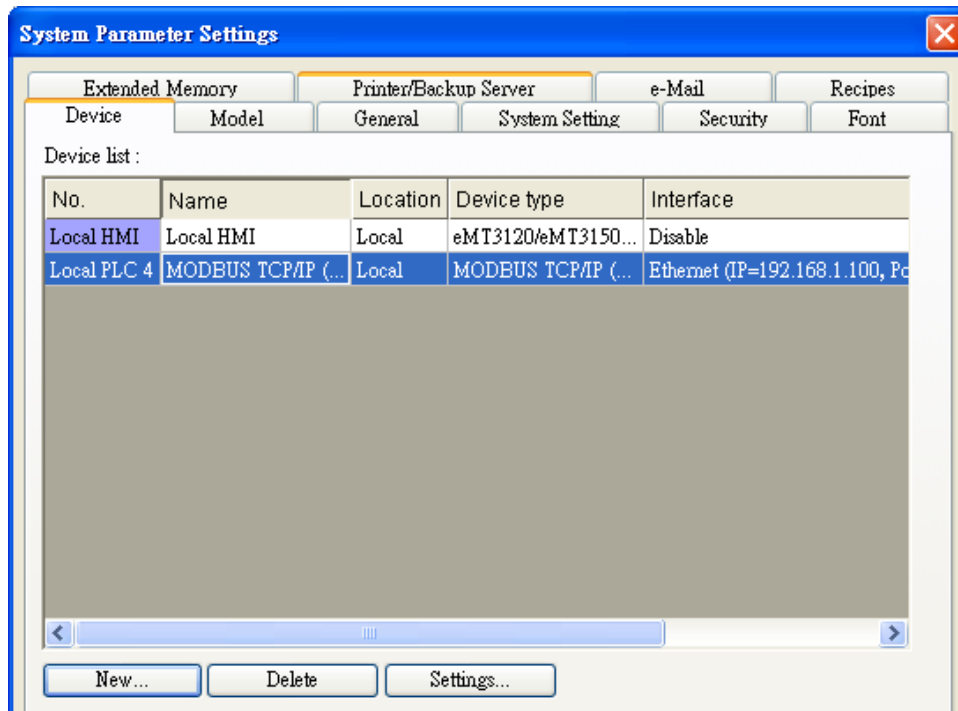 System Parameter Settings
Extended Memory Printer/Backup Server e-Mail Recipes
Device Model General System Setting Security Font
Device list :
No. Name Location Device type Interface
Local HMI Local HMI Local eMT3120/eMT3150... Disable
Local PLC 4 MODBUS TCP/IP (... Local MODBUS TCP/IP (... Ethernet (IP=192.168.1.100, Po
New... Delete Settings...